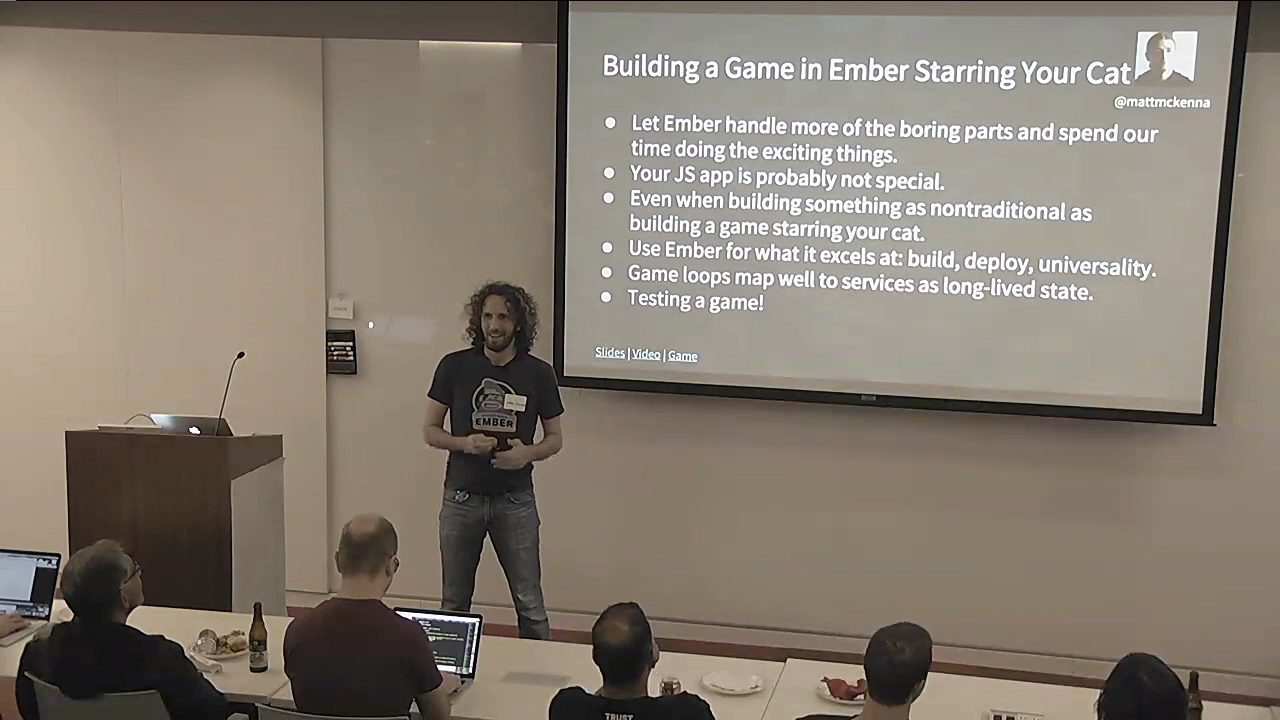 Building a Game in Ember Starring Your Cat
@mattmckenna
● Let Ember handle more of the boring parts and spend our
time doing the exciting things.
● Your JS app is probably not special.
● Even when building something as nontraditional as
building a game starring your cat.
● Use Ember for what it excels at: build, deploy, universality.
● Game loops map well to services as long-lived state.
● Testing a game!
Slides | Video | Game
EMBER
TRUST